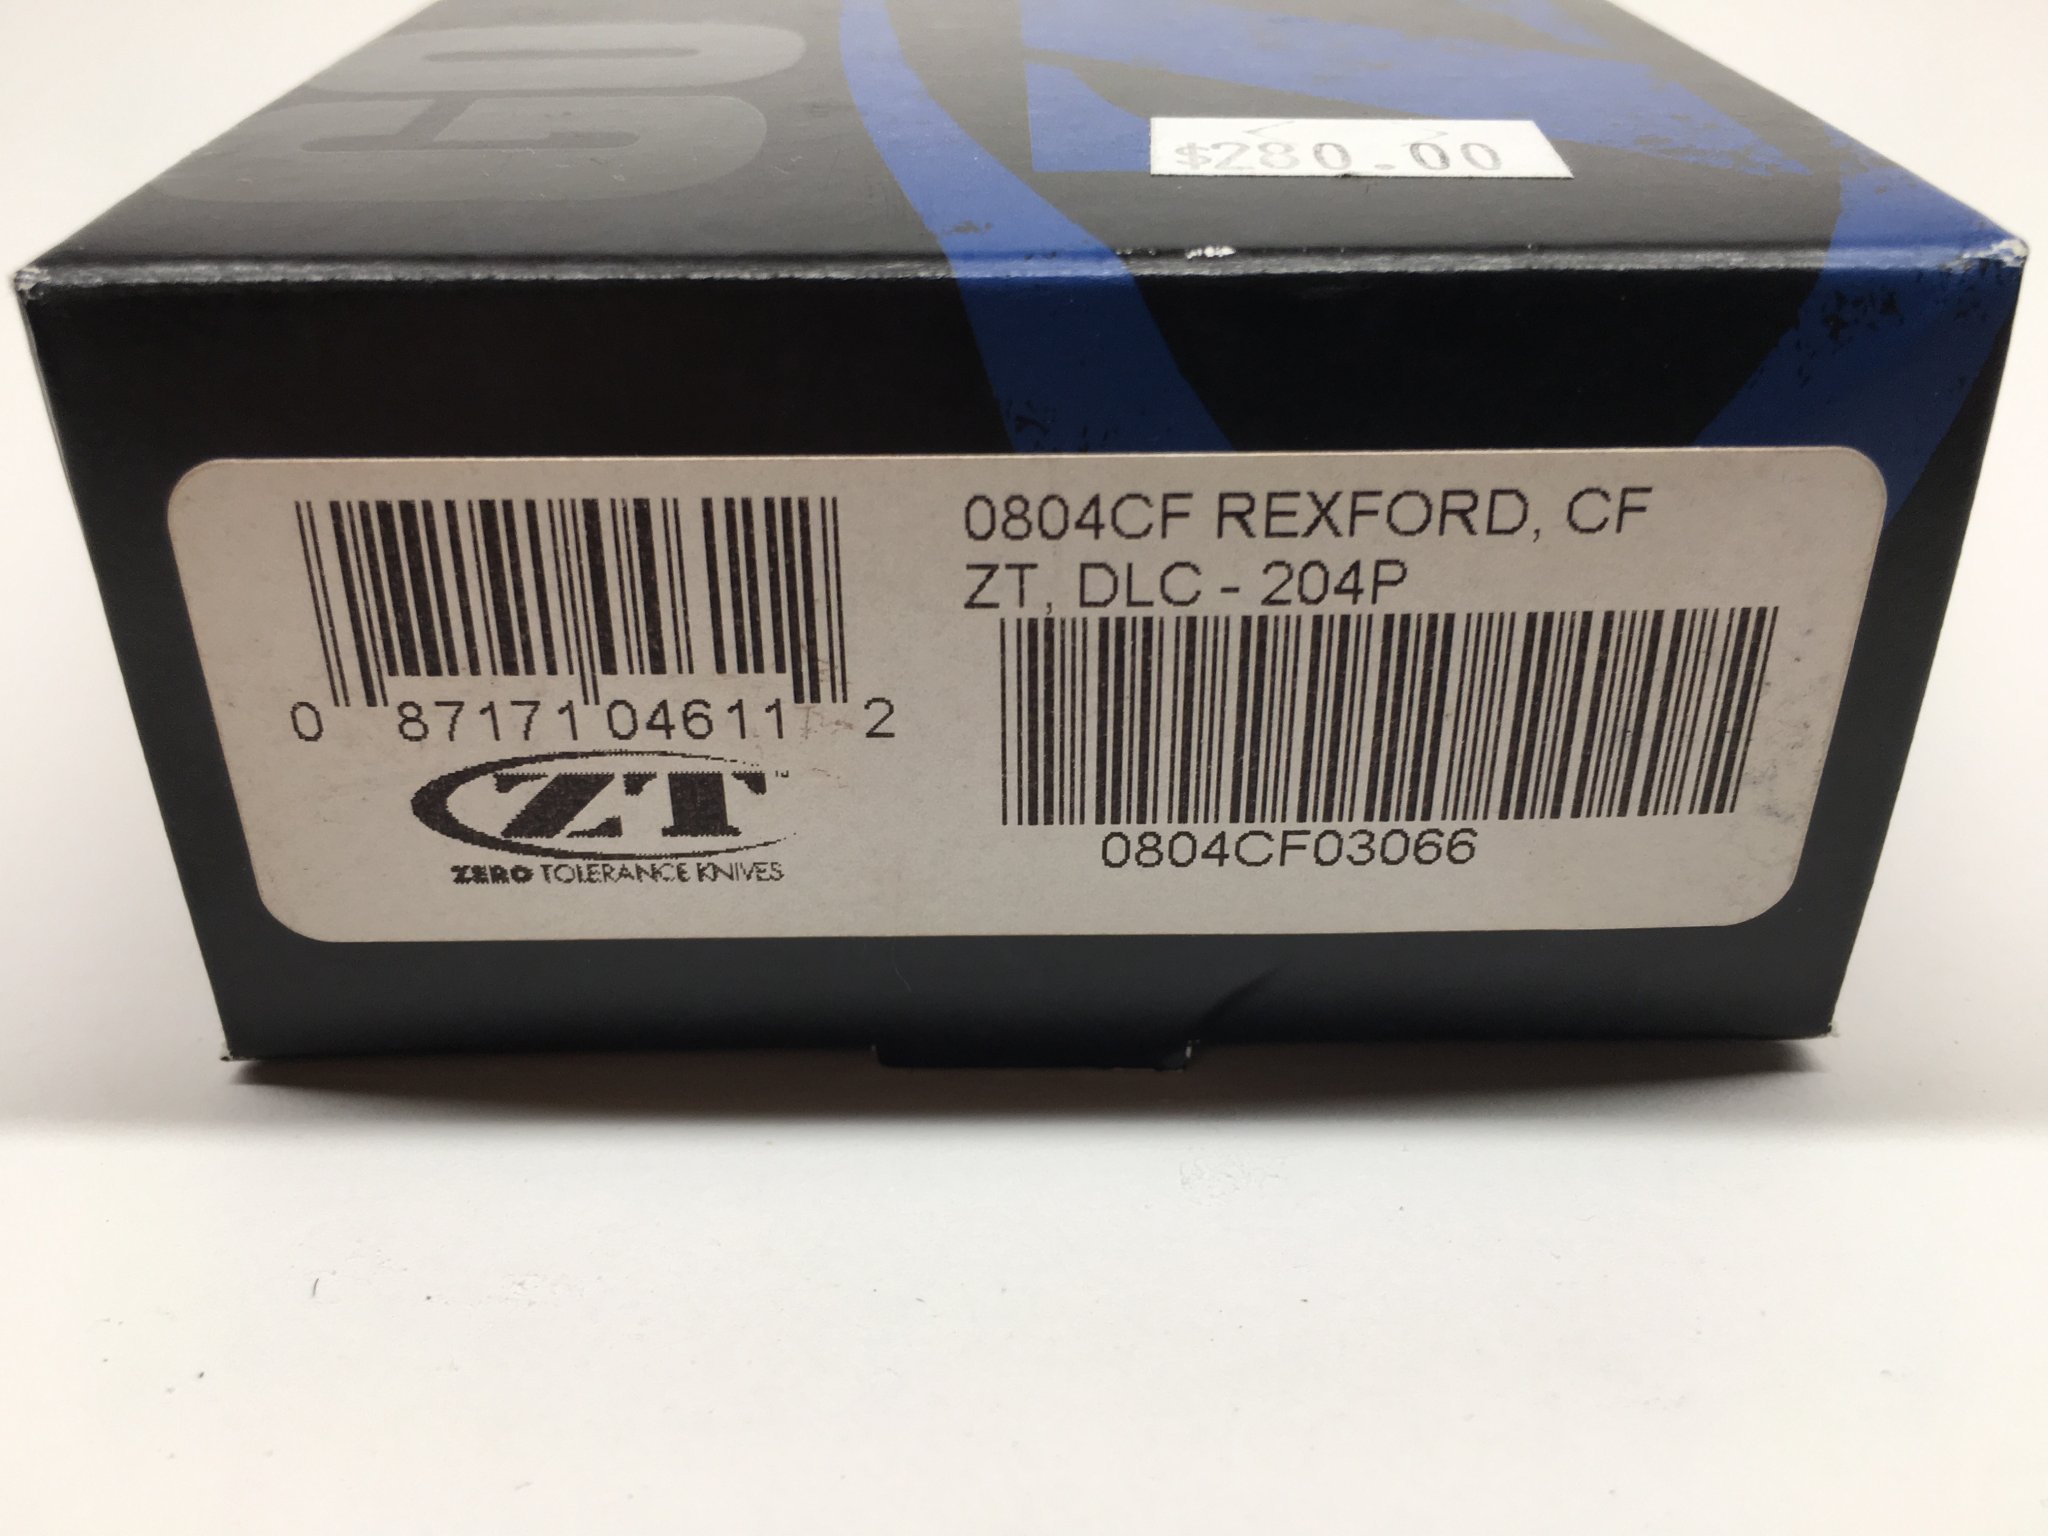 $280.00
0804CF REXFORD, CF
ZT, DLC - 204P
0 87171 04611 2
ZT
ZERO TOLERANCE KNIVES
0804CF03066